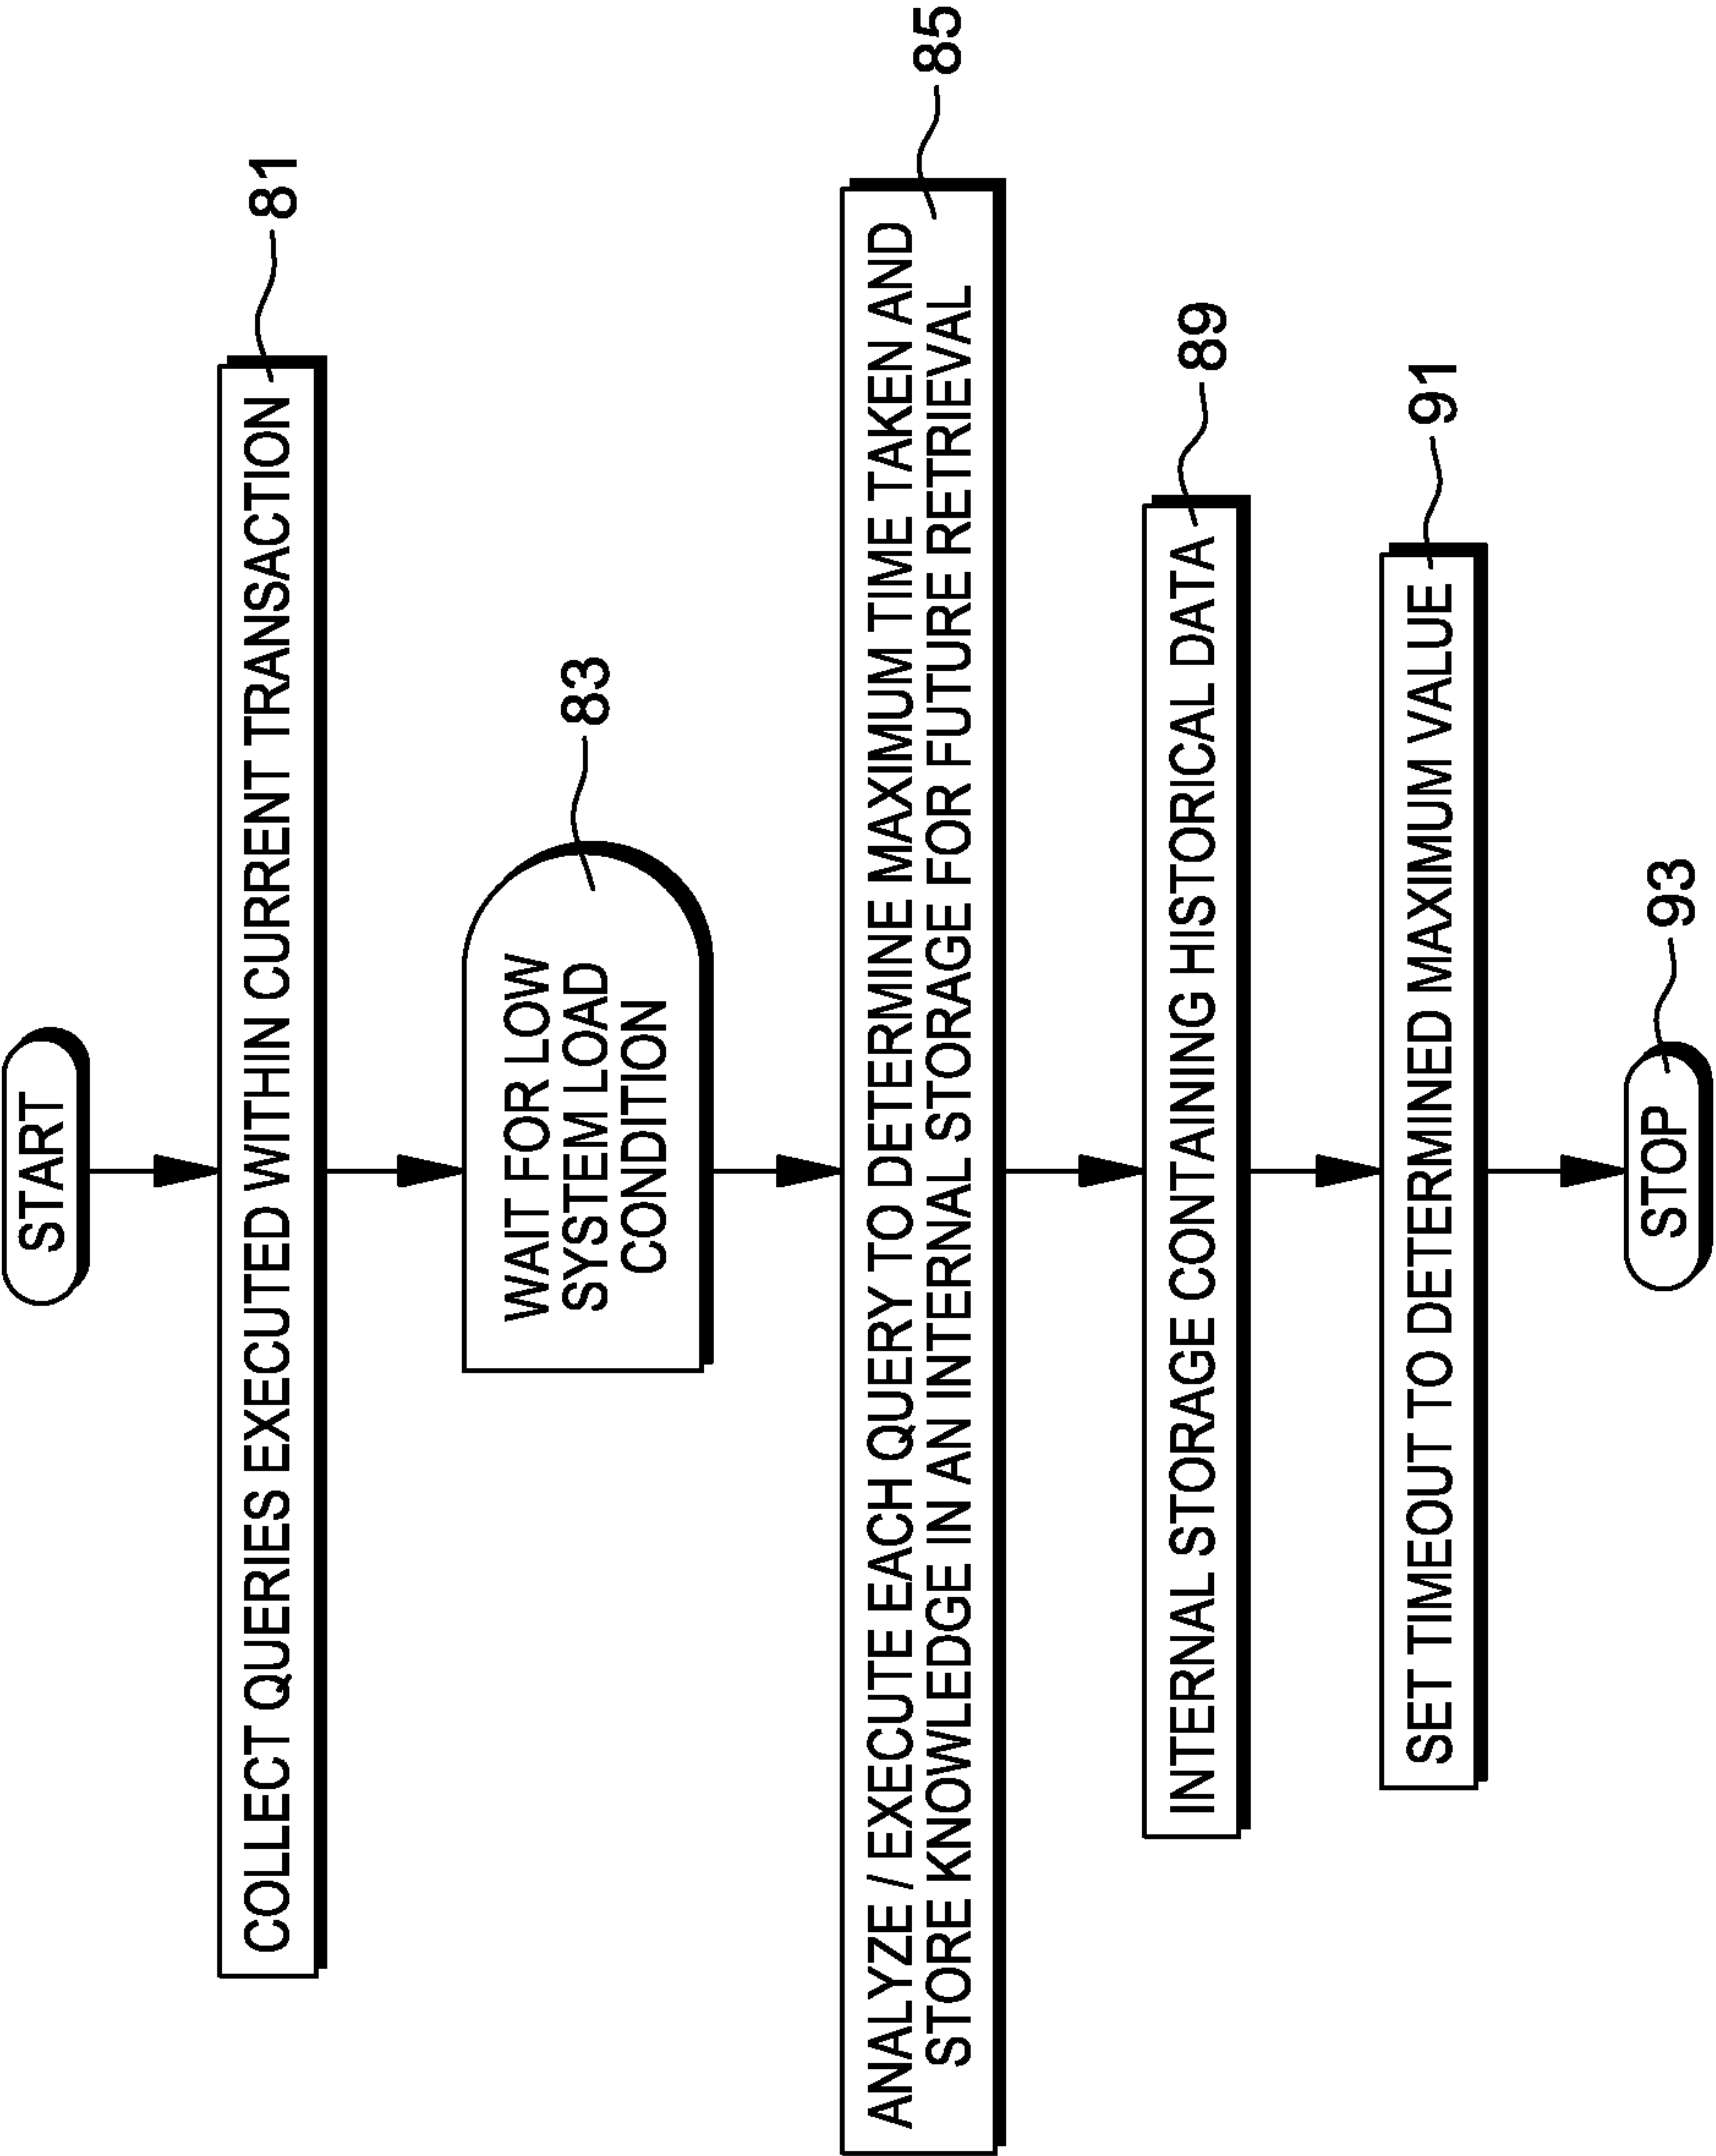 START
COLLECT QUERIES EXECUTED WITHIN CURRENT TRANSACTION
81
WAIT FOR LOW
SYSTEM LOAD
CONDITION
83
ANALYZE / EXECUTE EACH QUERY TO DETERMINE MAXIMUM TIME TAKEN AND
STORE KNOWLEDGE IN AN INTERNAL STORAGE FOR FUTURE RETRIEVAL
85
INTERNAL STORAGE CONTAINING HISTORICAL DATA
89
SET TIMEOUT TO DETERMINED MAXIMUM VALUE
91
STOP
93